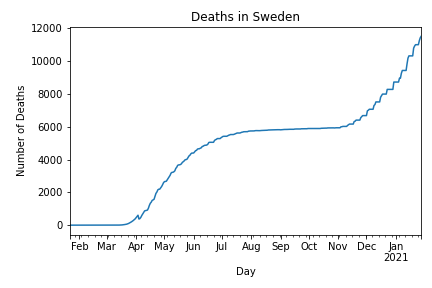 Deaths in Sweden
12000
10000
8000
6000
4000
2000
0
Number of Deaths
Feb Mar Apr May Jun Jul Aug Sep Oct Nov Dec Jan
2021
Day